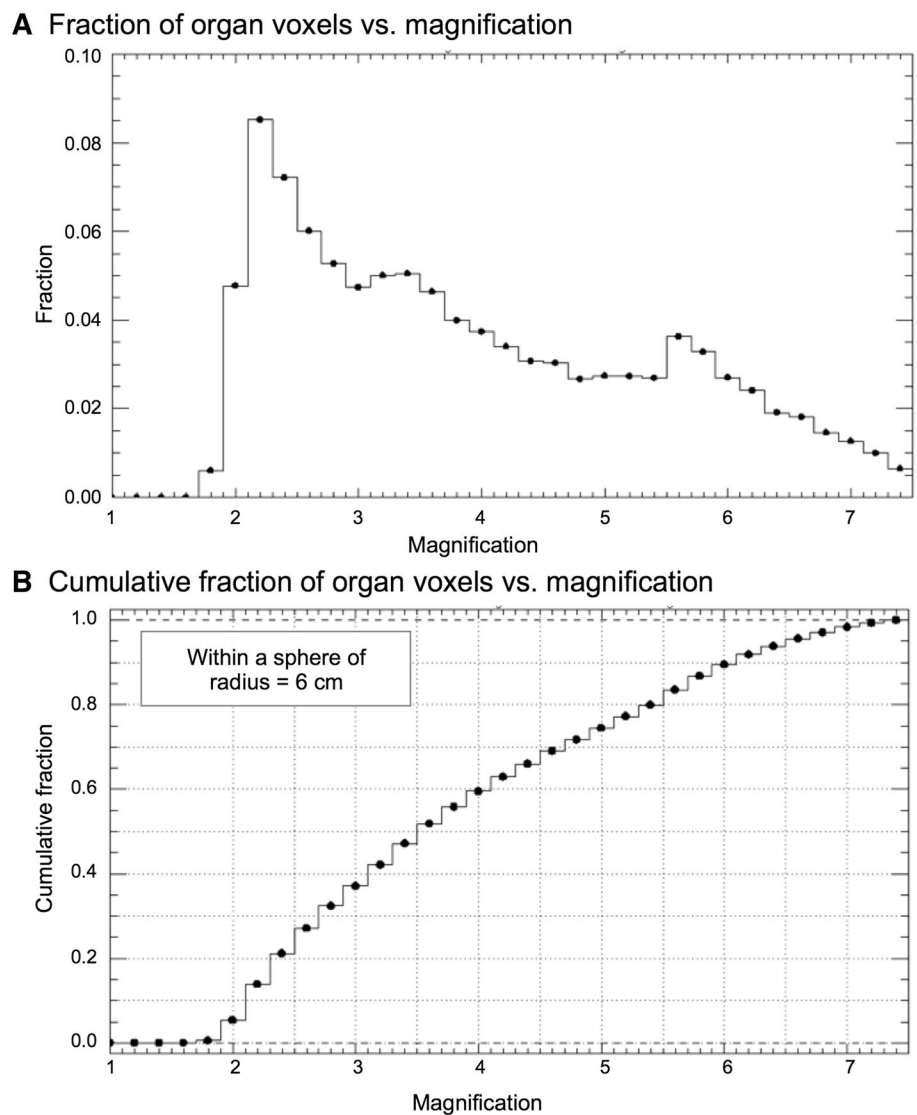 A Fraction of organ voxels vs. magnification
0.10
0.08
0.06
0.04
0.02
0.00
Fraction
1 2 3 4 5 6 7
Magnification
B Cumulative fraction of organ voxels vs. magnification
Within a sphere of
radius = 6 cm
1.0
0.8
0.6
0.4
0.2
0.0
Cumulative fraction
1 2 3 4 5 6 7
Magnification